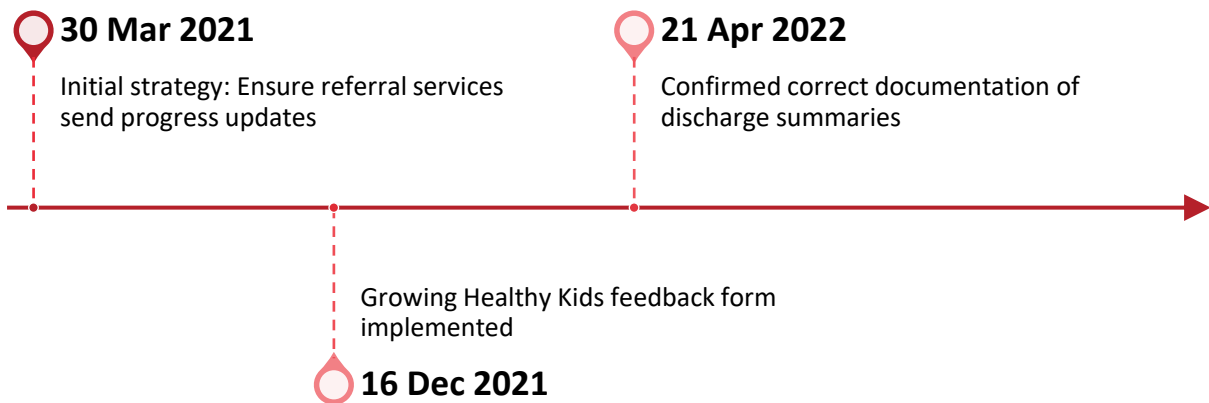 30 Mar 2021
Initial strategy: Ensure referral services
send progress updates
21 Apr 2022
Confirmed correct documentation of
discharge summaries
Growing Healthy Kids feedback form
implemented
16 Dec 2021